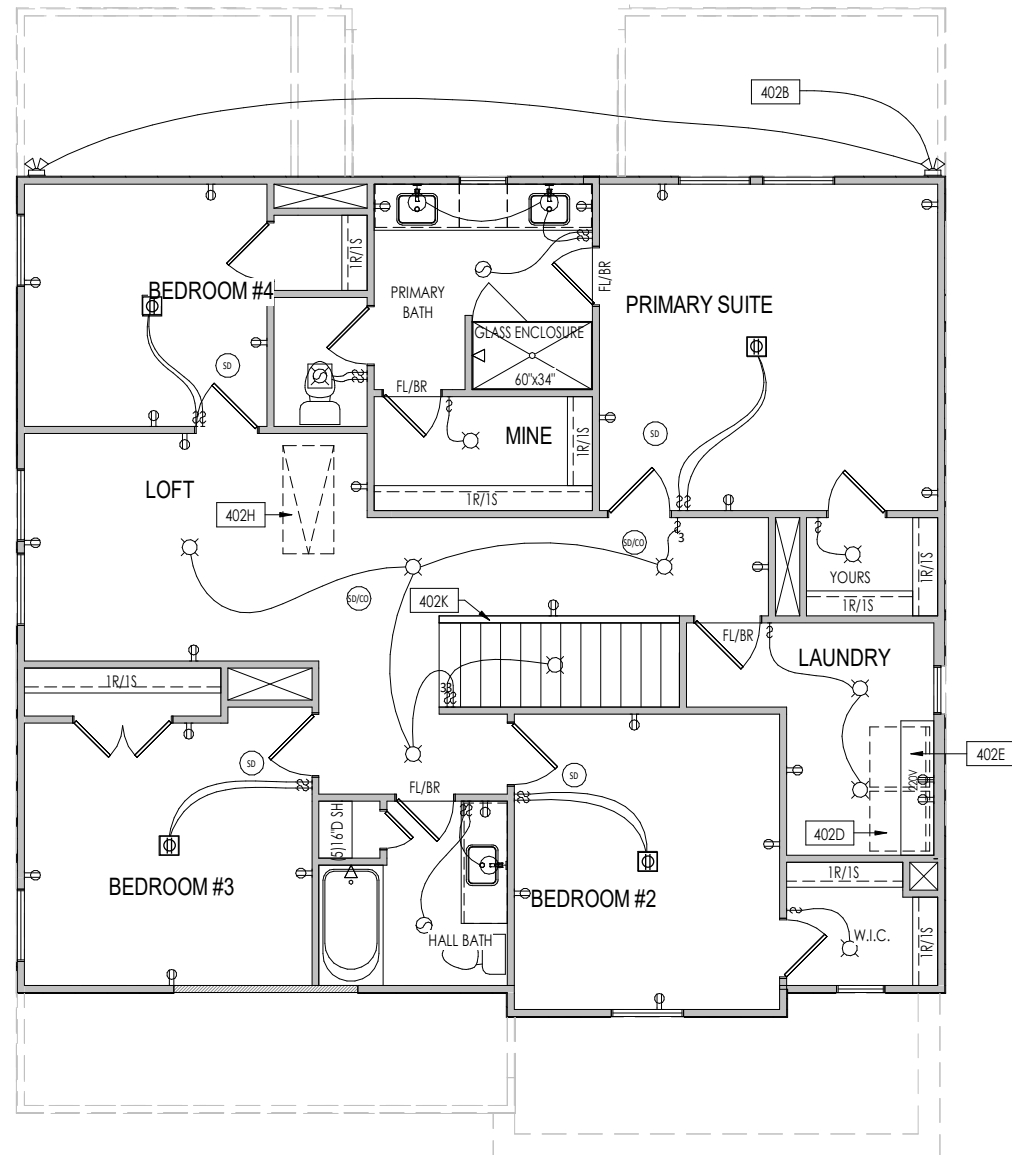 402B
BEDROOM #4
1R/1S
PRIMARY
BATH
FL/BR
PRIMARY SUITE
GLASS ENCLOSURE
60"x34"
SD
FL/BR
MINE
1R/1S
1R/1S
SD
LOFT
402H
SD/CO
3
SD/CO
402K
YOURS
1R/1S
1R/1S
FL/BR
LAUNDRY
1R/1S
33
402E
220V
SD
SD
FL/BR
402D
(5)16"D SH.
BEDROOM #3
BEDROOM #2
1R/1S
HALL BATH
W.I.C.
1R/1S